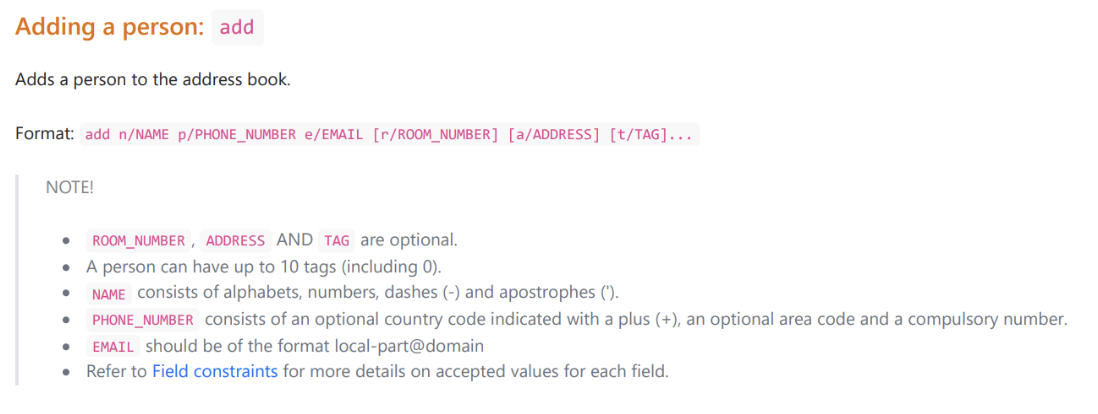 Adding a person: add
Adds a person to the address book.
Format: add n/NAME p/PHONE_NUMBER e/EMAIL [r/ROOM_NUMBER] [a/ADDRESS] [t/TAG]...
NOTE!
• ROOM_NUMBER, ADDRESS AND TAG are optional.
• A person can have up to 10 tags (including 0).
• NAME consists of alphabets, numbers, dashes (-) and apostrophes (').
• PHONE_NUMBER consists of an optional country code indicated with a plus (+), an optional area code and a compulsory number.
• EMAIL should be of the format local-part@domain
• Refer to Field constraints for more details on accepted values for each field.